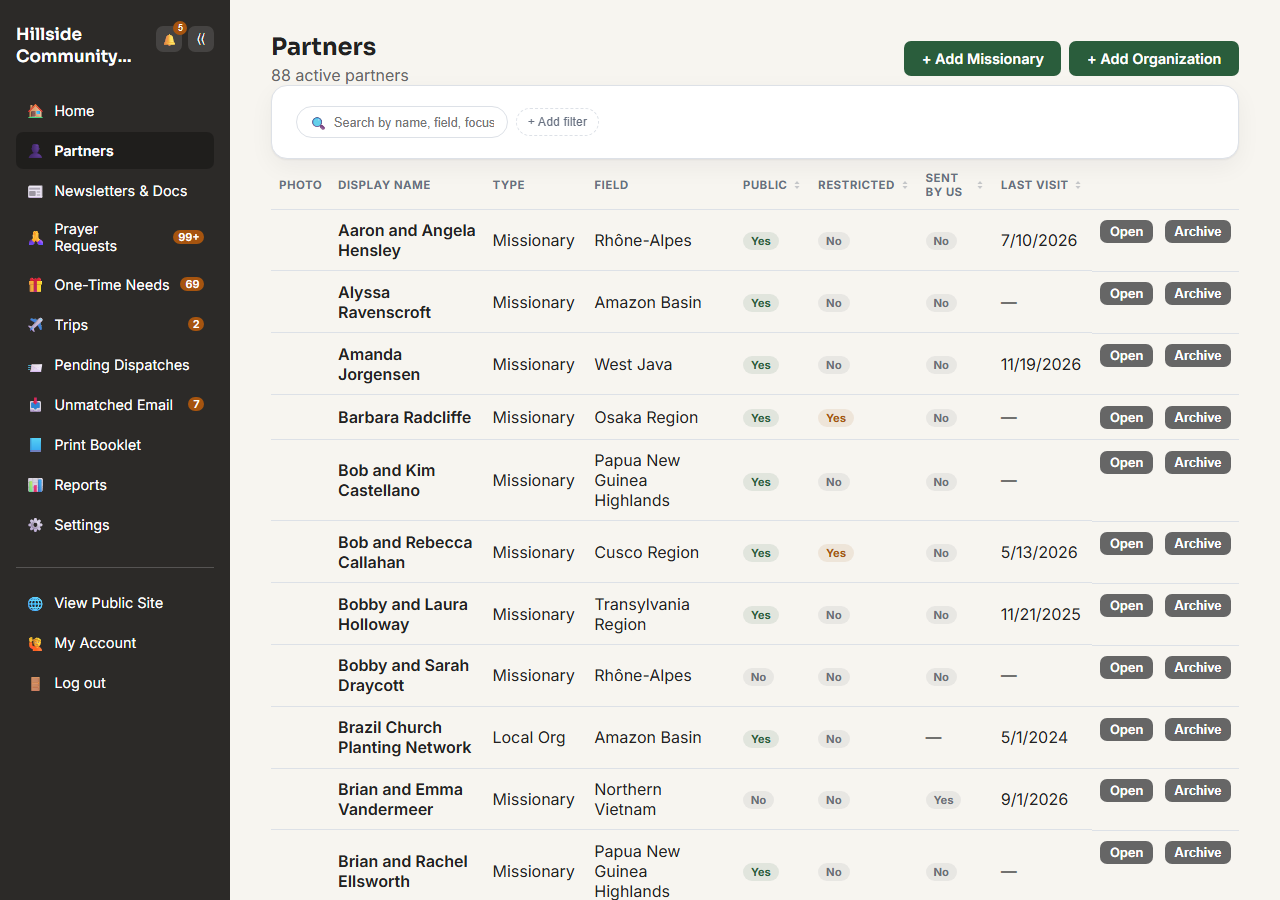 Hillside
Community...
5
⟨⟨
Home
Partners
Newsletters & Docs
Prayer
Requests
99+
One-Time Needs 69
Trips 2
Pending Dispatches
Unmatched Email 7
Print Booklet
Reports
Settings
View Public Site
My Account
Log out
Partners
88 active partners
+ Add Missionary + Add Organization
Search by name, field, focus + Add filter
PHOTO DISPLAY NAME TYPE FIELD PUBLIC RESTRICTED SENT BY US LAST VISIT
Aaron and Angela
Hensley
Missionary Rhône-Alpes Yes No No 7/10/2026 Open Archive
Alyssa
Ravenscroft
Missionary Amazon Basin Yes No No — Open Archive
Amanda
Jorgensen
Missionary West Java Yes No No 11/19/2026 Open Archive
Barbara Radcliffe Missionary Osaka Region Yes Yes No — Open Archive
Bob and Kim
Castellano
Missionary
Papua New
Guinea
Highlands
Yes No No — Open Archive
Bob and Rebecca
Callahan
Missionary Cusco Region Yes Yes No 5/13/2026 Open Archive
Bobby and Laura
Holloway
Missionary
Transylvania
Region
Yes No No 11/21/2025 Open Archive
Bobby and Sarah
Draycott
Missionary Rhône-Alpes No No No — Open Archive
Brazil Church
Planting Network
Local Org Amazon Basin Yes No — 5/1/2024 Open Archive
Brian and Emma
Vandermeer
Missionary
Northern
Vietnam
No No Yes 9/1/2026 Open Archive
Brian and Rachel
Ellsworth
Missionary
Papua New
Guinea
Highlands
Yes No No — Open Archive